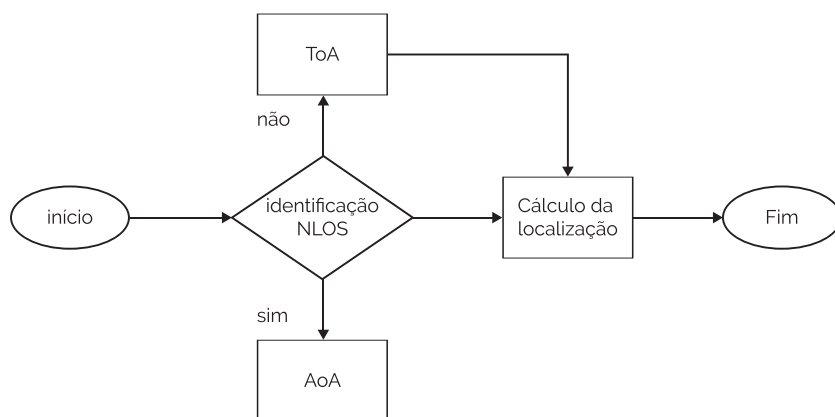 ToA
não
início
identificação
NLOS
Cálculo da
localização
Fim
sim
AoA